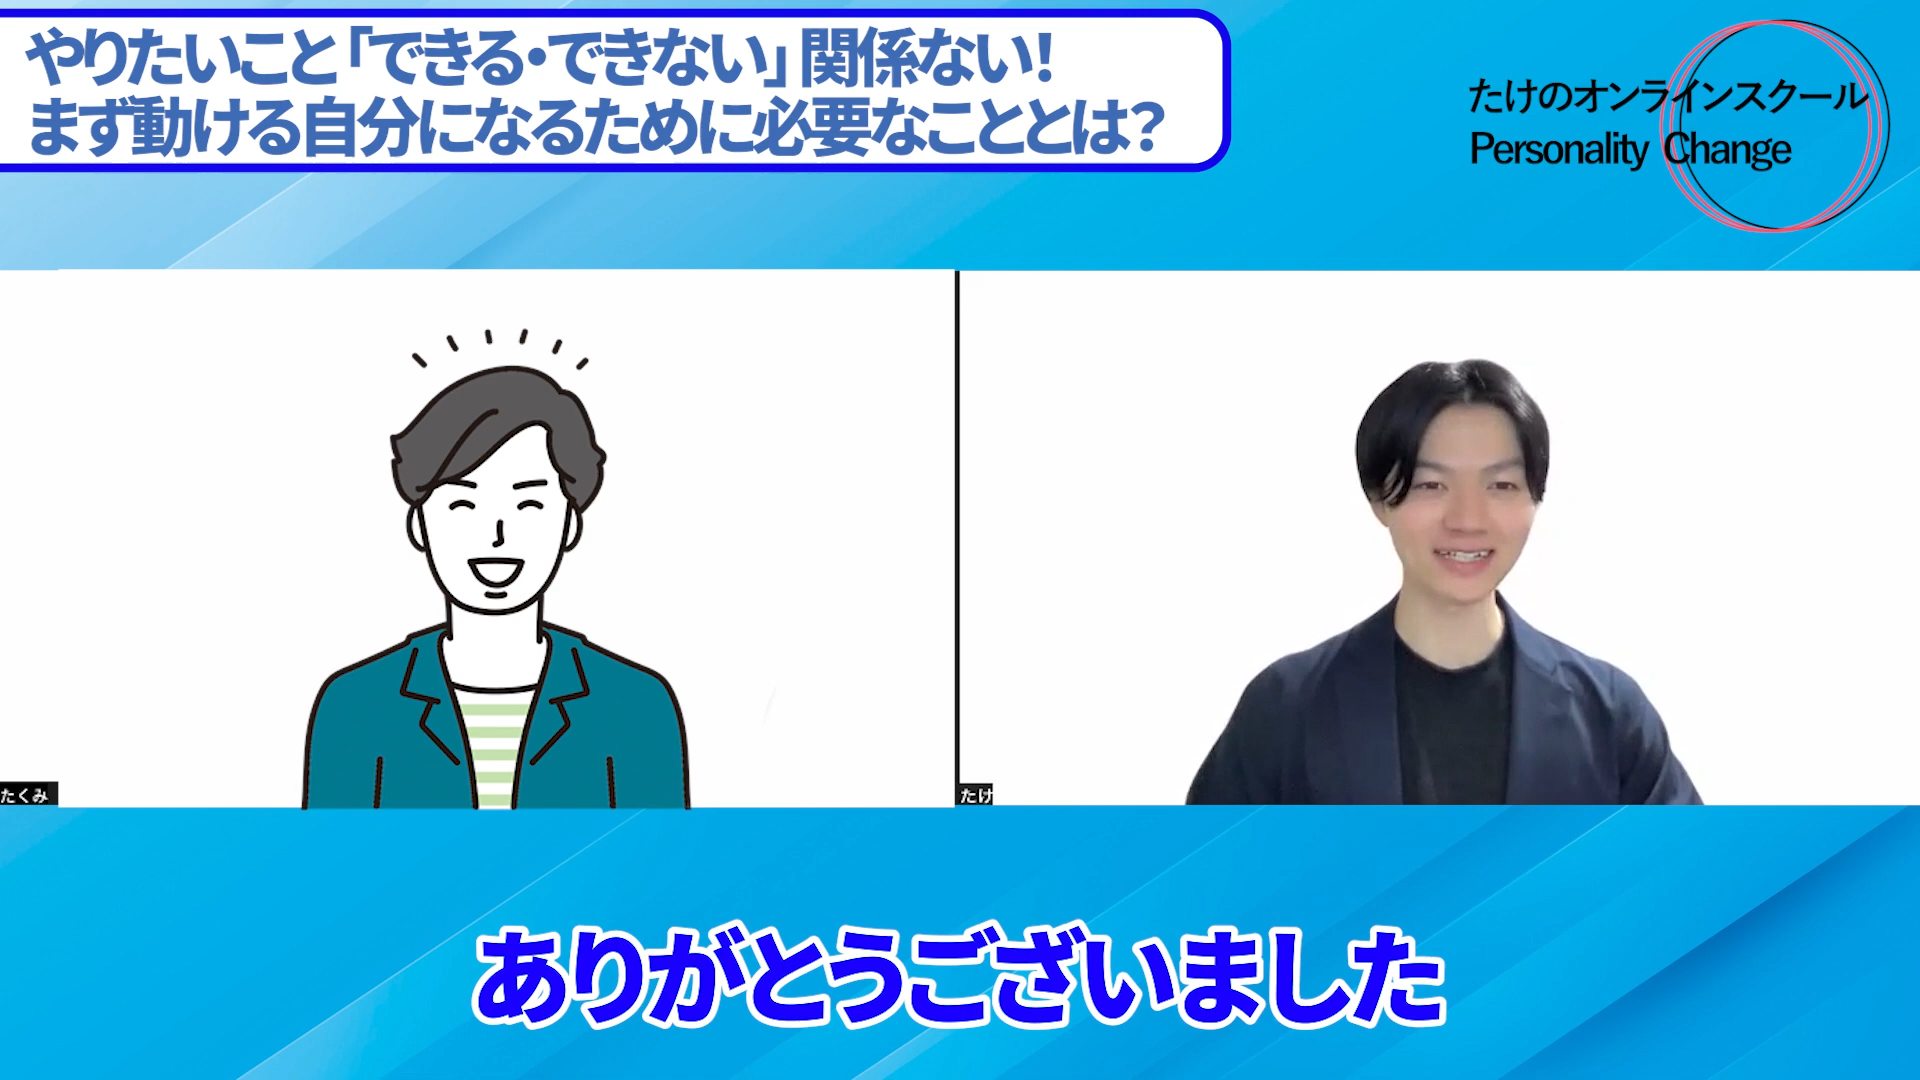 やりたいこと「できる・できない」関係ない！
まず動ける自分になるために必要なこととは？
たけのオンラインスクール
Personality Change
たくみ
たけ
ありがとうございました